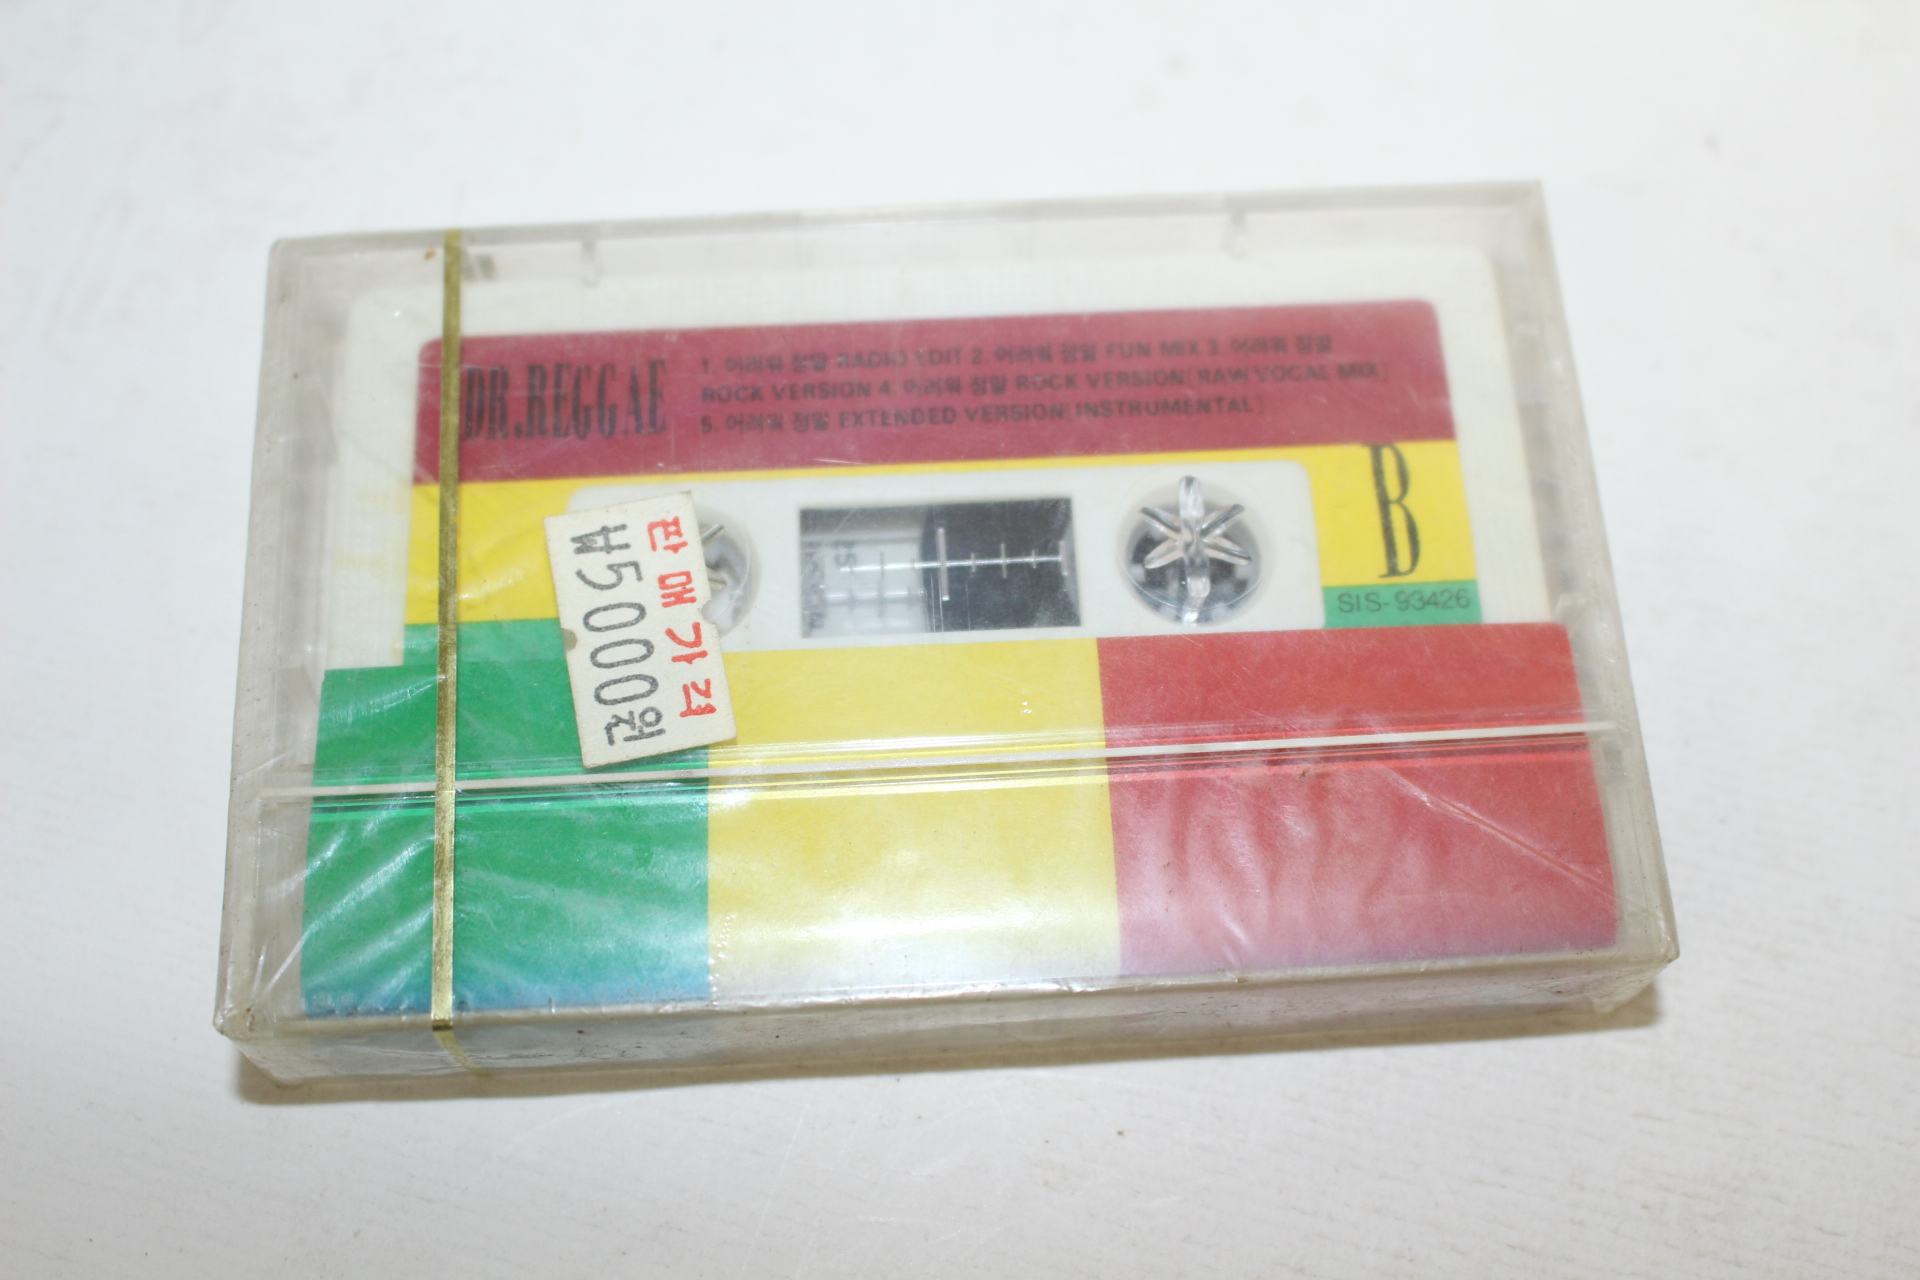 DR.REGGAE
1. 어려워 정말 RADIO EDIT 2. 어려워 정말 FUN MIX 3. 어려워 정말
ROCK VERSION 4. 어려워 정말 ROCK VERSION[RAW VOCAL MIX]
5. 어려워 정말 EXTENDED VERSION[INSTRUMENTAL]
B
SIS-93426
판매가격
₩5000원